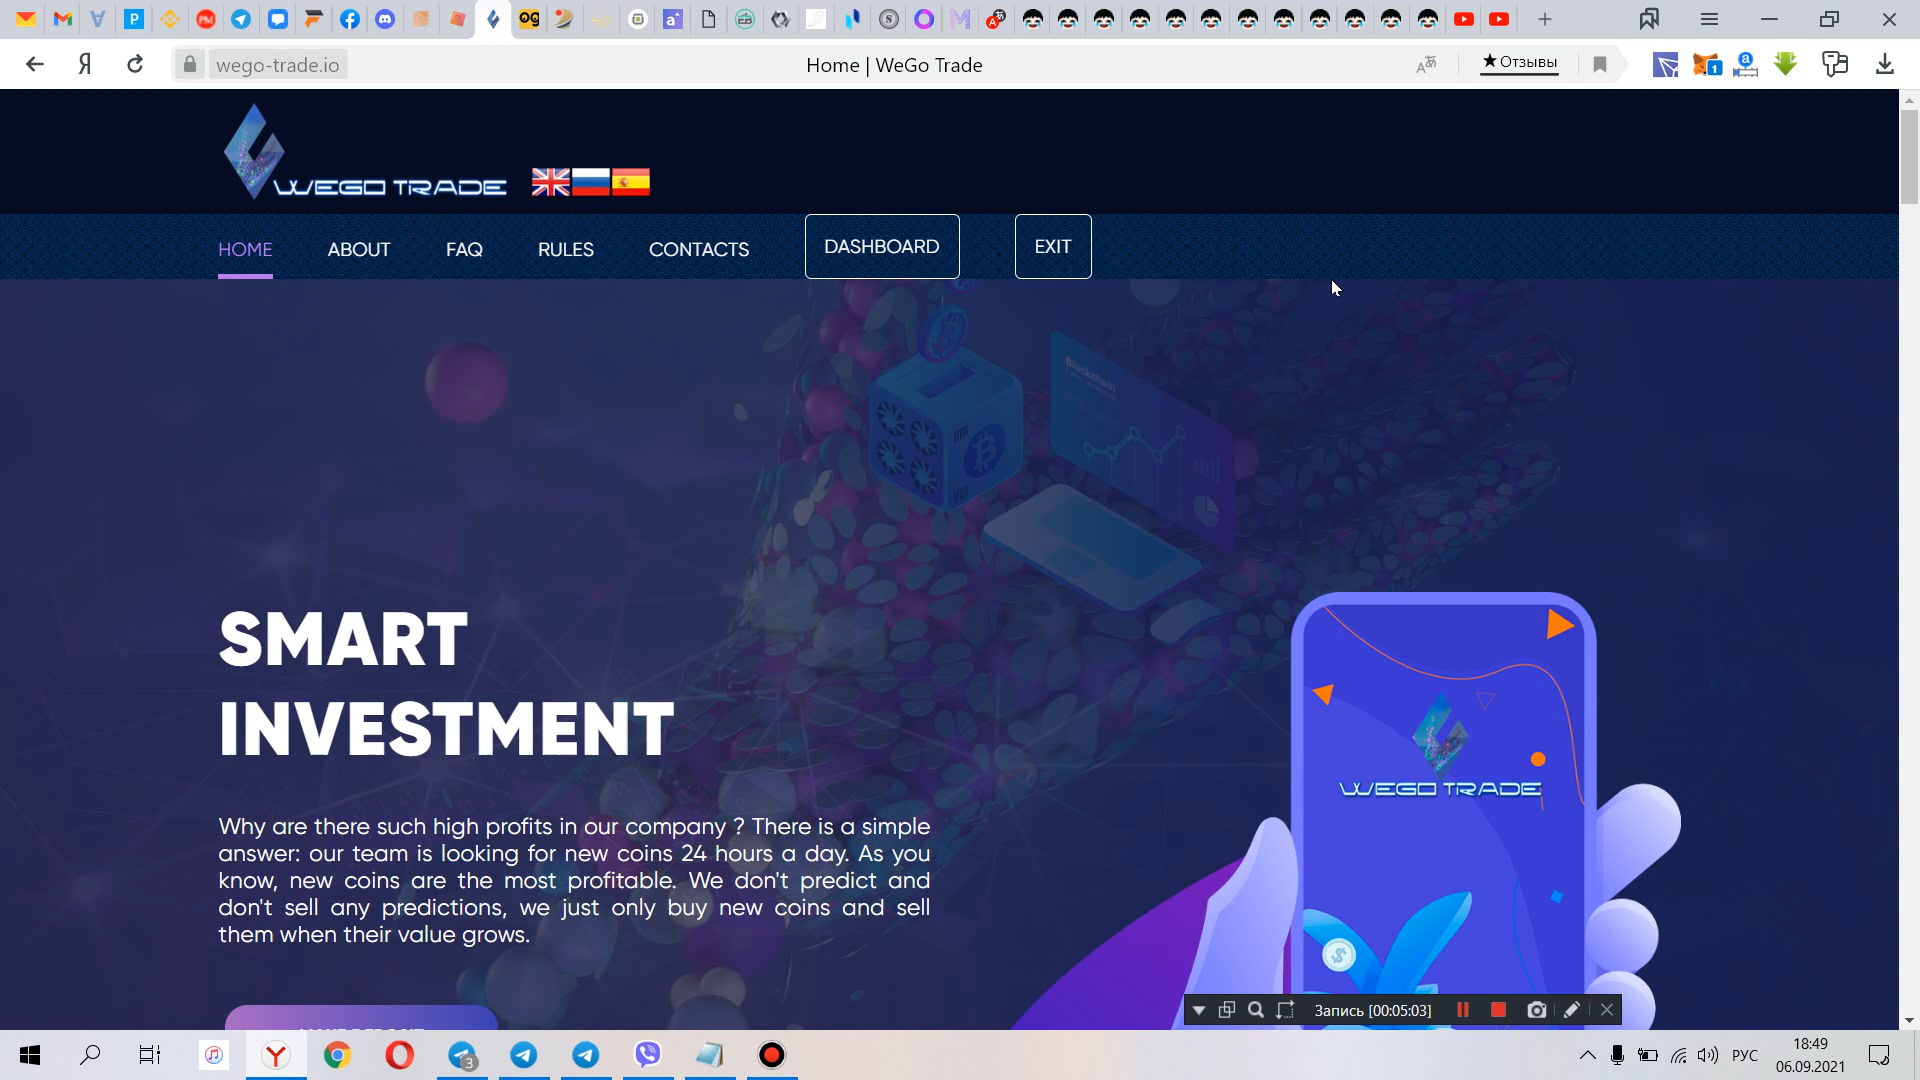 wego-trade.io
Home | WeGo Trade
★ Отзывы
WEGO TRADE
HOME
ABOUT
FAQ
RULES
CONTACTS
DASHBOARD
EXIT
Blockchain
SMART
INVESTMENT
Why are there such high profits in our company ? There is a simple
answer: our team is looking for new coins 24 hours a day. As you
know, new coins are the most profitable. We don't predict and
don't sell any predictions, we just only buy new coins and sell
them when their value grows.
WEGO TRADE
Запись [00:05:03]
3
РУС
18:49
06.09.2021